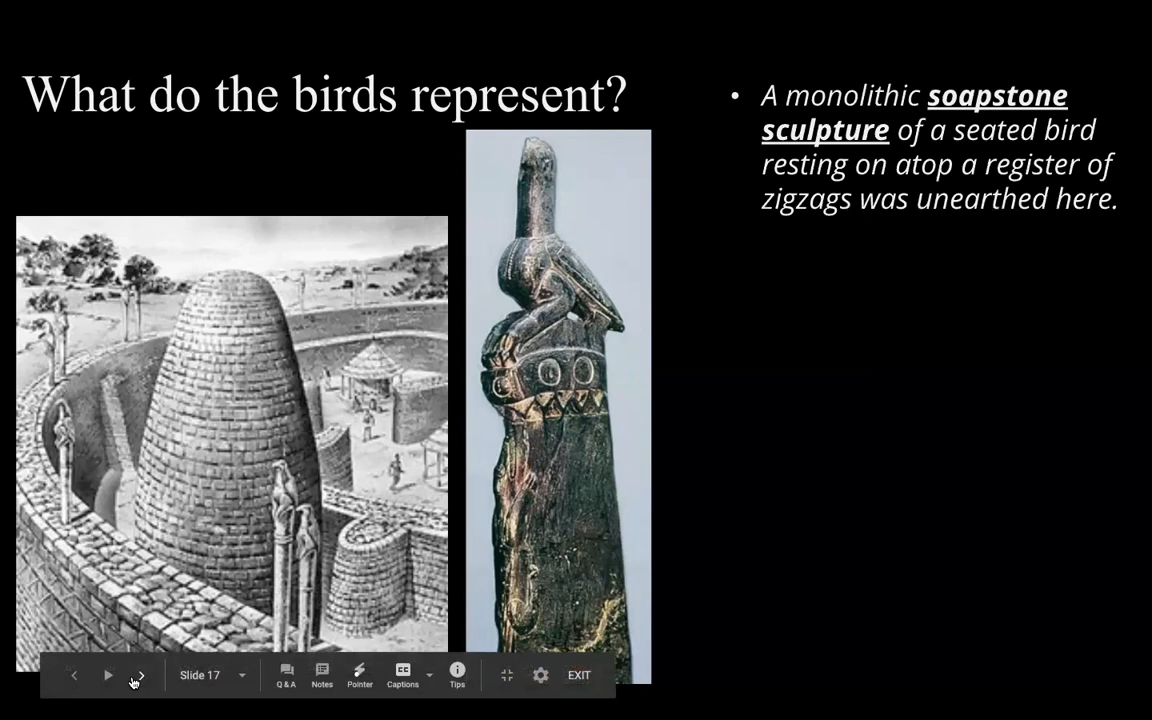 What do the birds represent?
• A monolithic soapstone
sculpture of a seated bird
resting on atop a register of
zigzags was unearthed here.
Slide 17
Q & A
Notes
Pointer
Captions
Tips
EXIT
CC